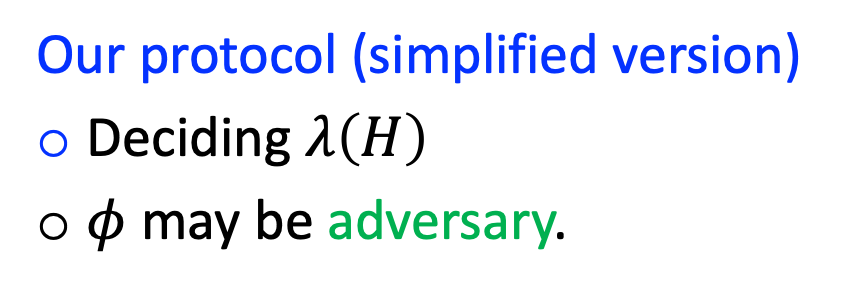 Our protocol (simplified version)
○ Deciding 𝜆(𝐻)
○ 𝜙 may be adversary.